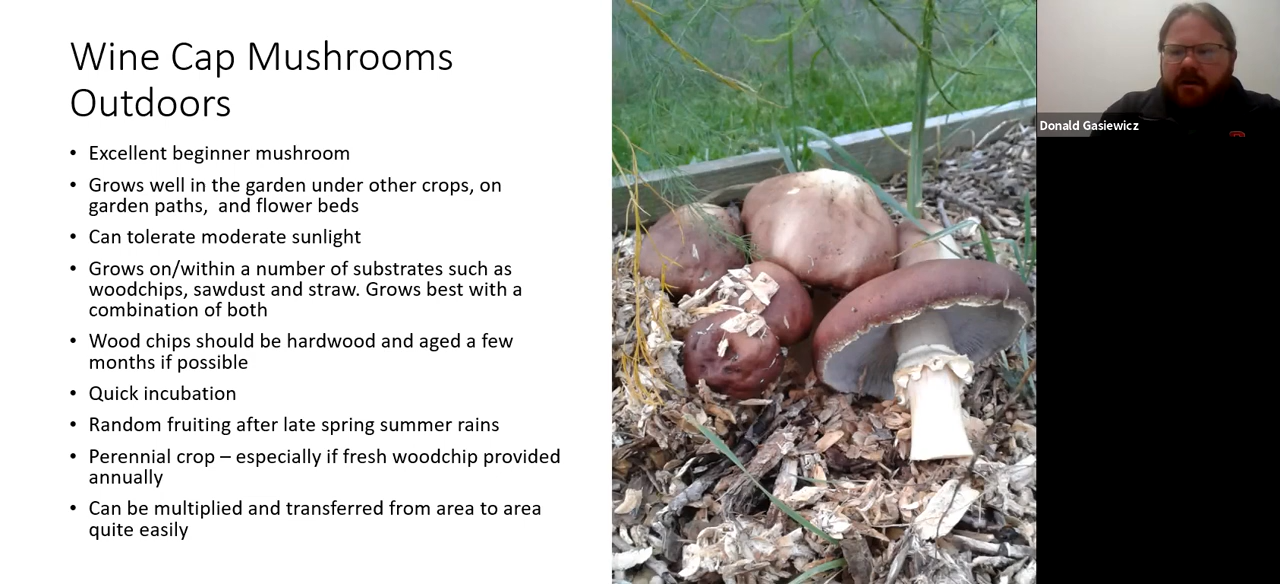 Wine Cap Mushrooms
Outdoors
• Excellent beginner mushroom
• Grows well in the garden under other crops, on
garden paths,  and flower beds
• Can tolerate moderate sunlight
• Grows on/within a number of substrates such as
woodchips, sawdust and straw. Grows best with a
combination of both
• Wood chips should be hardwood and aged a few
months if possible
• Quick incubation
• Random fruiting after late spring summer rains
• Perennial crop – especially if fresh woodchip provided
annually
• Can be multiplied and transferred from area to area
quite easily
Donald Gasiewicz